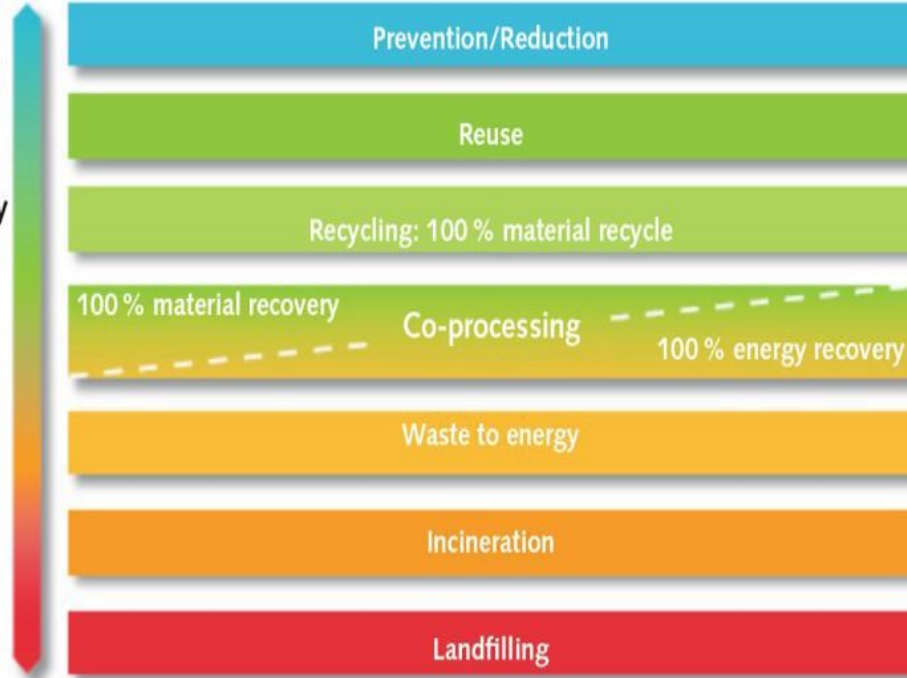 Prevention/Reduction
Reuse
Recycling: 100 % material recycle
100 % material recovery
Co-processing
100 % energy recovery
Waste to energy
Incineration
Landfilling